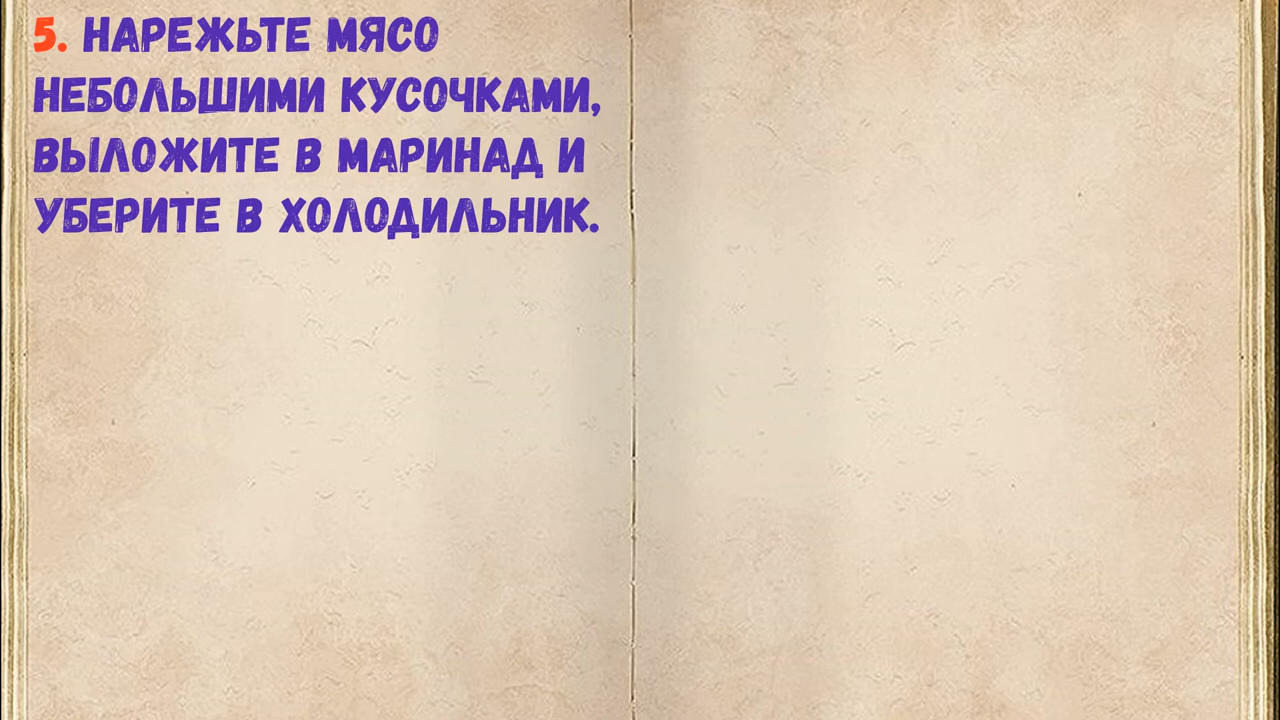 5. НАРЕЖЬТЕ МЯСО
НЕБОЛЬШИМИ КУСОЧКАМИ,
ВЫЛОЖИТЕ В МАРИНАД И
УБЕРИТЕ В ХОЛОДИЛЬНИК.